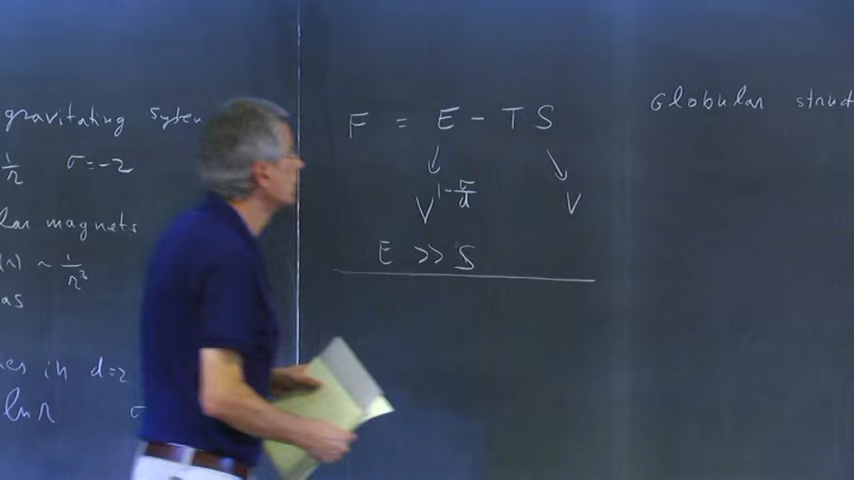 gravitating System
1/r σ=-2
lar magnets
(r) ~ 1/r³
as
es in d=2
ln r σ
F = E - TS
↓ ↘
V^{1-σ/d} V
E >> S
Globular struct